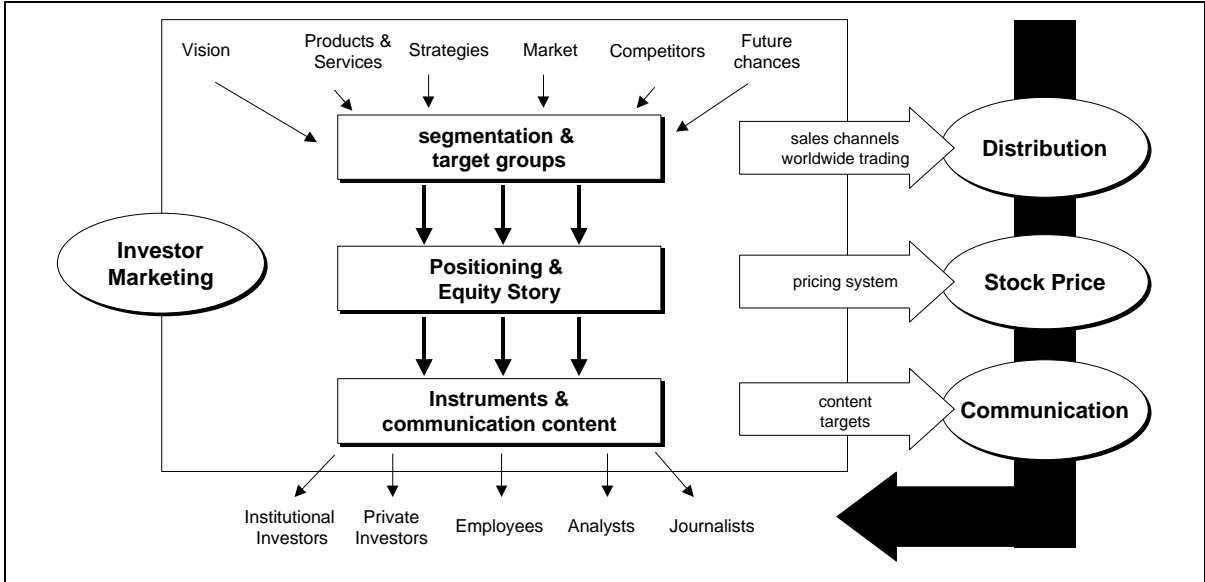 Vision
Products &
Services
Strategies
Market
Competitors
Future
chances
segmentation &
target groups
sales channels
worldwide trading
Distribution
Investor
Marketing
Positioning &
Equity Story
pricing system
Stock Price
Instruments &
communication content
content
targets
Communication
Institutional
Investors
Private
Investors
Employees
Analysts
Journalists